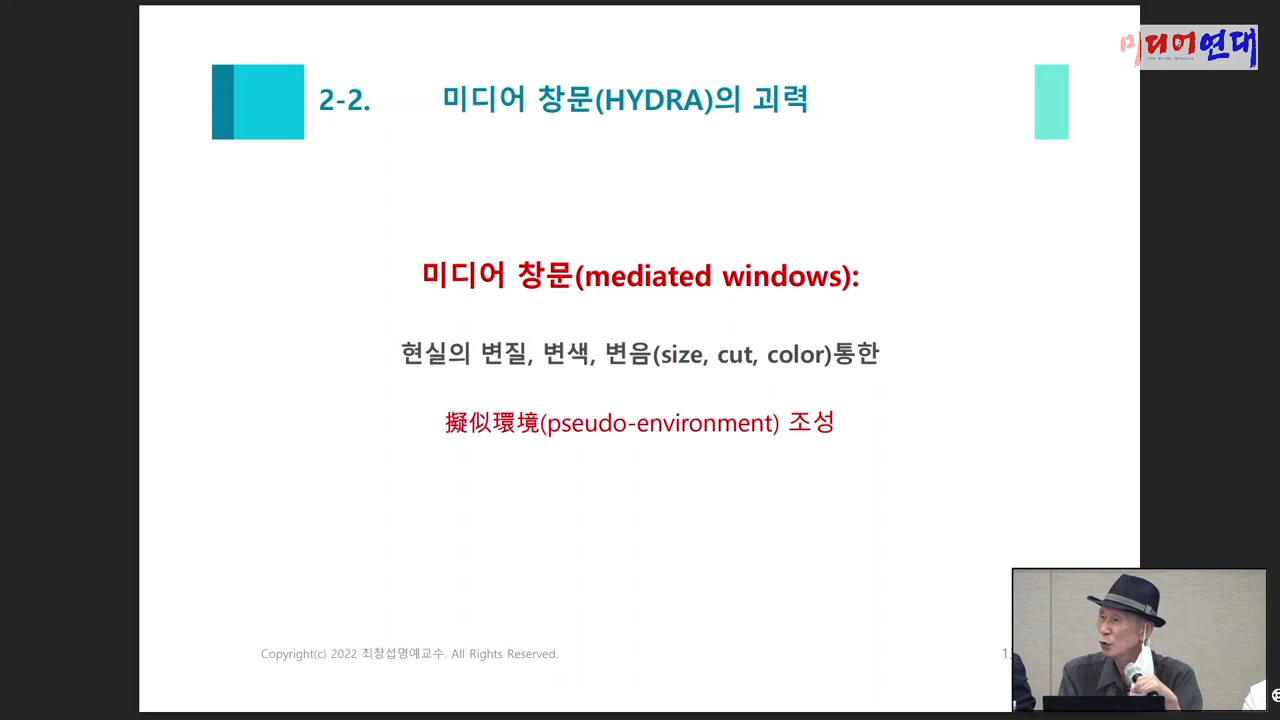 미디어연대
2-2. 미디어 창문(HYDRA)의 괴력
미디어 창문(mediated windows):
현실의 변질, 변색, 변음(size, cut, color)통한
擬似環境(pseudo-environment) 조성
Copyright(c) 2022 최창섭명예교수. All Rights Reserved.